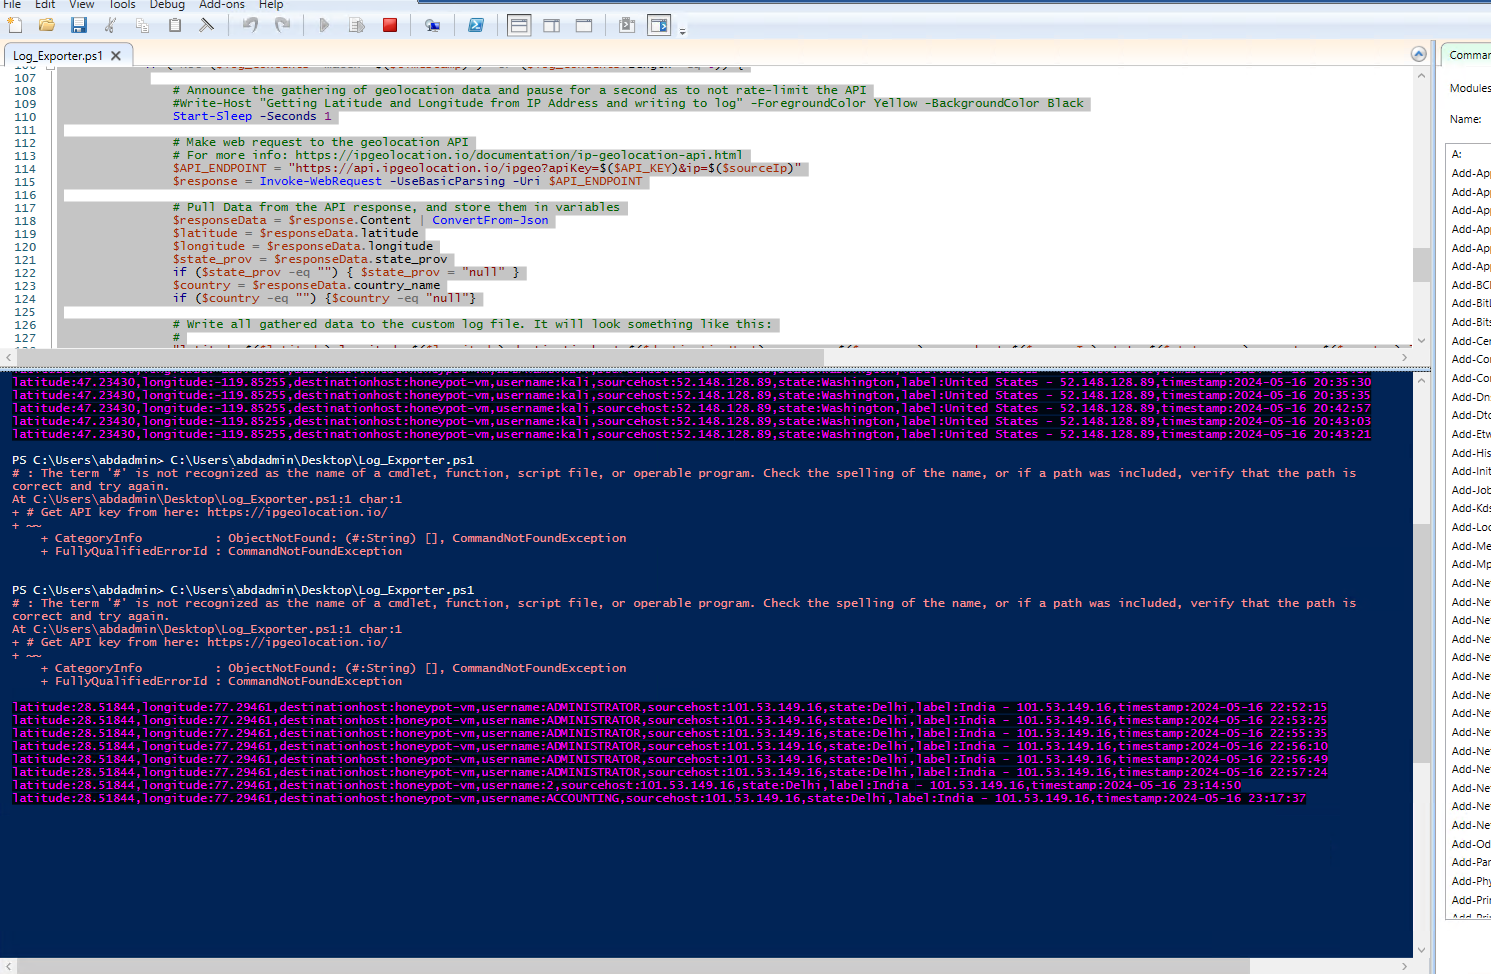 File Edit View Tools Debug Add-ons Help
Log_Exporter.ps1
107
108 # Announce the gathering of geolocation data and pause for a second as to not rate-limit the API
109 #Write-Host "Getting Latitude and Longitude from IP Address and writing to log" -ForegroundColor Yellow -BackgroundColor Black
110 Start-Sleep -Seconds 1
111
112 # Make web request to the geolocation API
113 # For more info: https://ipgeolocation.io/documentation/ip-geolocation-api.html
114 $API_ENDPOINT = "https://api.ipgeolocation.io/ipgeo?apiKey=$($API_KEY)&ip=$($sourceIp)"
115 $response = Invoke-WebRequest -UseBasicParsing -Uri $API_ENDPOINT
116
117 # Pull Data from the API response, and store them in variables
118 $responseData = $response.Content | ConvertFrom-Json
119 $latitude = $responseData.latitude
120 $longitude = $responseData.longitude
121 $state_prov = $responseData.state_prov
122 if ($state_prov -eq "") { $state_prov = "null" }
123 $country = $responseData.country_name
124 if ($country -eq "") {$country -eq "null"}
125
126 # Write all gathered data to the custom log file. It will look something like this:
127 #
latitude:47.23430,longitude:-119.85255,destinationhost:honeypot-vm,username:kali,sourcehost:52.148.128.89,state:Washington,label:United States - 52.148.128.89,timestamp:2024-05-16 20:35:30
latitude:47.23430,longitude:-119.85255,destinationhost:honeypot-vm,username:kali,sourcehost:52.148.128.89,state:Washington,label:United States - 52.148.128.89,timestamp:2024-05-16 20:35:35
latitude:47.23430,longitude:-119.85255,destinationhost:honeypot-vm,username:kali,sourcehost:52.148.128.89,state:Washington,label:United States - 52.148.128.89,timestamp:2024-05-16 20:42:57
latitude:47.23430,longitude:-119.85255,destinationhost:honeypot-vm,username:kali,sourcehost:52.148.128.89,state:Washington,label:United States - 52.148.128.89,timestamp:2024-05-16 20:43:03
latitude:47.23430,longitude:-119.85255,destinationhost:honeypot-vm,username:kali,sourcehost:52.148.128.89,state:Washington,label:United States - 52.148.128.89,timestamp:2024-05-16 20:43:21
PS C:\Users\abdadmin> C:\Users\abdadmin\Desktop\Log_Exporter.ps1
# : The term '#' is not recognized as the name of a cmdlet, function, script file, or operable program. Check the spelling of the name, or if a path was included, verify that the path is
correct and try again.
At C:\Users\abdadmin\Desktop\Log_Exporter.ps1:1 char:1
+ # Get API key from here: https://ipgeolocation.io/
+ ~~
+ CategoryInfo : ObjectNotFound: (#:String) [], CommandNotFoundException
+ FullyQualifiedErrorId : CommandNotFoundException
PS C:\Users\abdadmin> C:\Users\abdadmin\Desktop\Log_Exporter.ps1
# : The term '#' is not recognized as the name of a cmdlet, function, script file, or operable program. Check the spelling of the name, or if a path was included, verify that the path is
correct and try again.
At C:\Users\abdadmin\Desktop\Log_Exporter.ps1:1 char:1
+ # Get API key from here: https://ipgeolocation.io/
+ ~~
+ CategoryInfo : ObjectNotFound: (#:String) [], CommandNotFoundException
+ FullyQualifiedErrorId : CommandNotFoundException
latitude:28.51844,longitude:77.29461,destinationhost:honeypot-vm,username:ADMINISTRATOR,sourcehost:101.53.149.16,state:Delhi,label:India - 101.53.149.16,timestamp:2024-05-16 22:52:15
latitude:28.51844,longitude:77.29461,destinationhost:honeypot-vm,username:ADMINISTRATOR,sourcehost:101.53.149.16,state:Delhi,label:India - 101.53.149.16,timestamp:2024-05-16 22:53:25
latitude:28.51844,longitude:77.29461,destinationhost:honeypot-vm,username:ADMINISTRATOR,sourcehost:101.53.149.16,state:Delhi,label:India - 101.53.149.16,timestamp:2024-05-16 22:55:35
latitude:28.51844,longitude:77.29461,destinationhost:honeypot-vm,username:ADMINISTRATOR,sourcehost:101.53.149.16,state:Delhi,label:India - 101.53.149.16,timestamp:2024-05-16 22:56:10
latitude:28.51844,longitude:77.29461,destinationhost:honeypot-vm,username:ADMINISTRATOR,sourcehost:101.53.149.16,state:Delhi,label:India - 101.53.149.16,timestamp:2024-05-16 22:56:49
latitude:28.51844,longitude:77.29461,destinationhost:honeypot-vm,username:ADMINISTRATOR,sourcehost:101.53.149.16,state:Delhi,label:India - 101.53.149.16,timestamp:2024-05-16 22:57:24
latitude:28.51844,longitude:77.29461,destinationhost:honeypot-vm,username:2,sourcehost:101.53.149.16,state:Delhi,label:India - 101.53.149.16,timestamp:2024-05-16 23:14:50
latitude:28.51844,longitude:77.29461,destinationhost:honeypot-vm,username:ACCOUNTING,sourcehost:101.53.149.16,state:Delhi,label:India - 101.53.149.16,timestamp:2024-05-16 23:17:37
Comman
Modules
Name:
A:
Add-App
Add-App
Add-App
Add-App
Add-App
Add-App
Add-BCI
Add-BitL
Add-Bits
Add-Cer
Add-Cor
Add-Cor
Add-Dn
Add-Dtc
Add-Etw
Add-His
Add-Init
Add-Job
Add-Kds
Add-Loc
Add-Me
Add-Mp
Add-Ne
Add-Ne
Add-Ne
Add-Ne
Add-Ne
Add-Ne
Add-Ne
Add-Ne
Add-Ne
Add-Ne
Add-Ne
Add-Ne
Add-Ne
Add-Ne
Add-Od
Add-Par
Add-Phy
Add-Prin